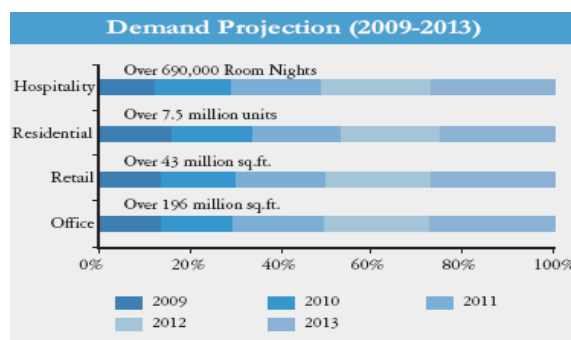 Demand Projection (2009-2013)
Over 690,000 Room Nights
Hospitality
Over 7.5 million units
Residential
Over 43 million sq.ft.
Retail
Over 196 million sq.ft.
Office
0% 20% 40% 60% 80% 100%
2009 2010 2011
2012 2013